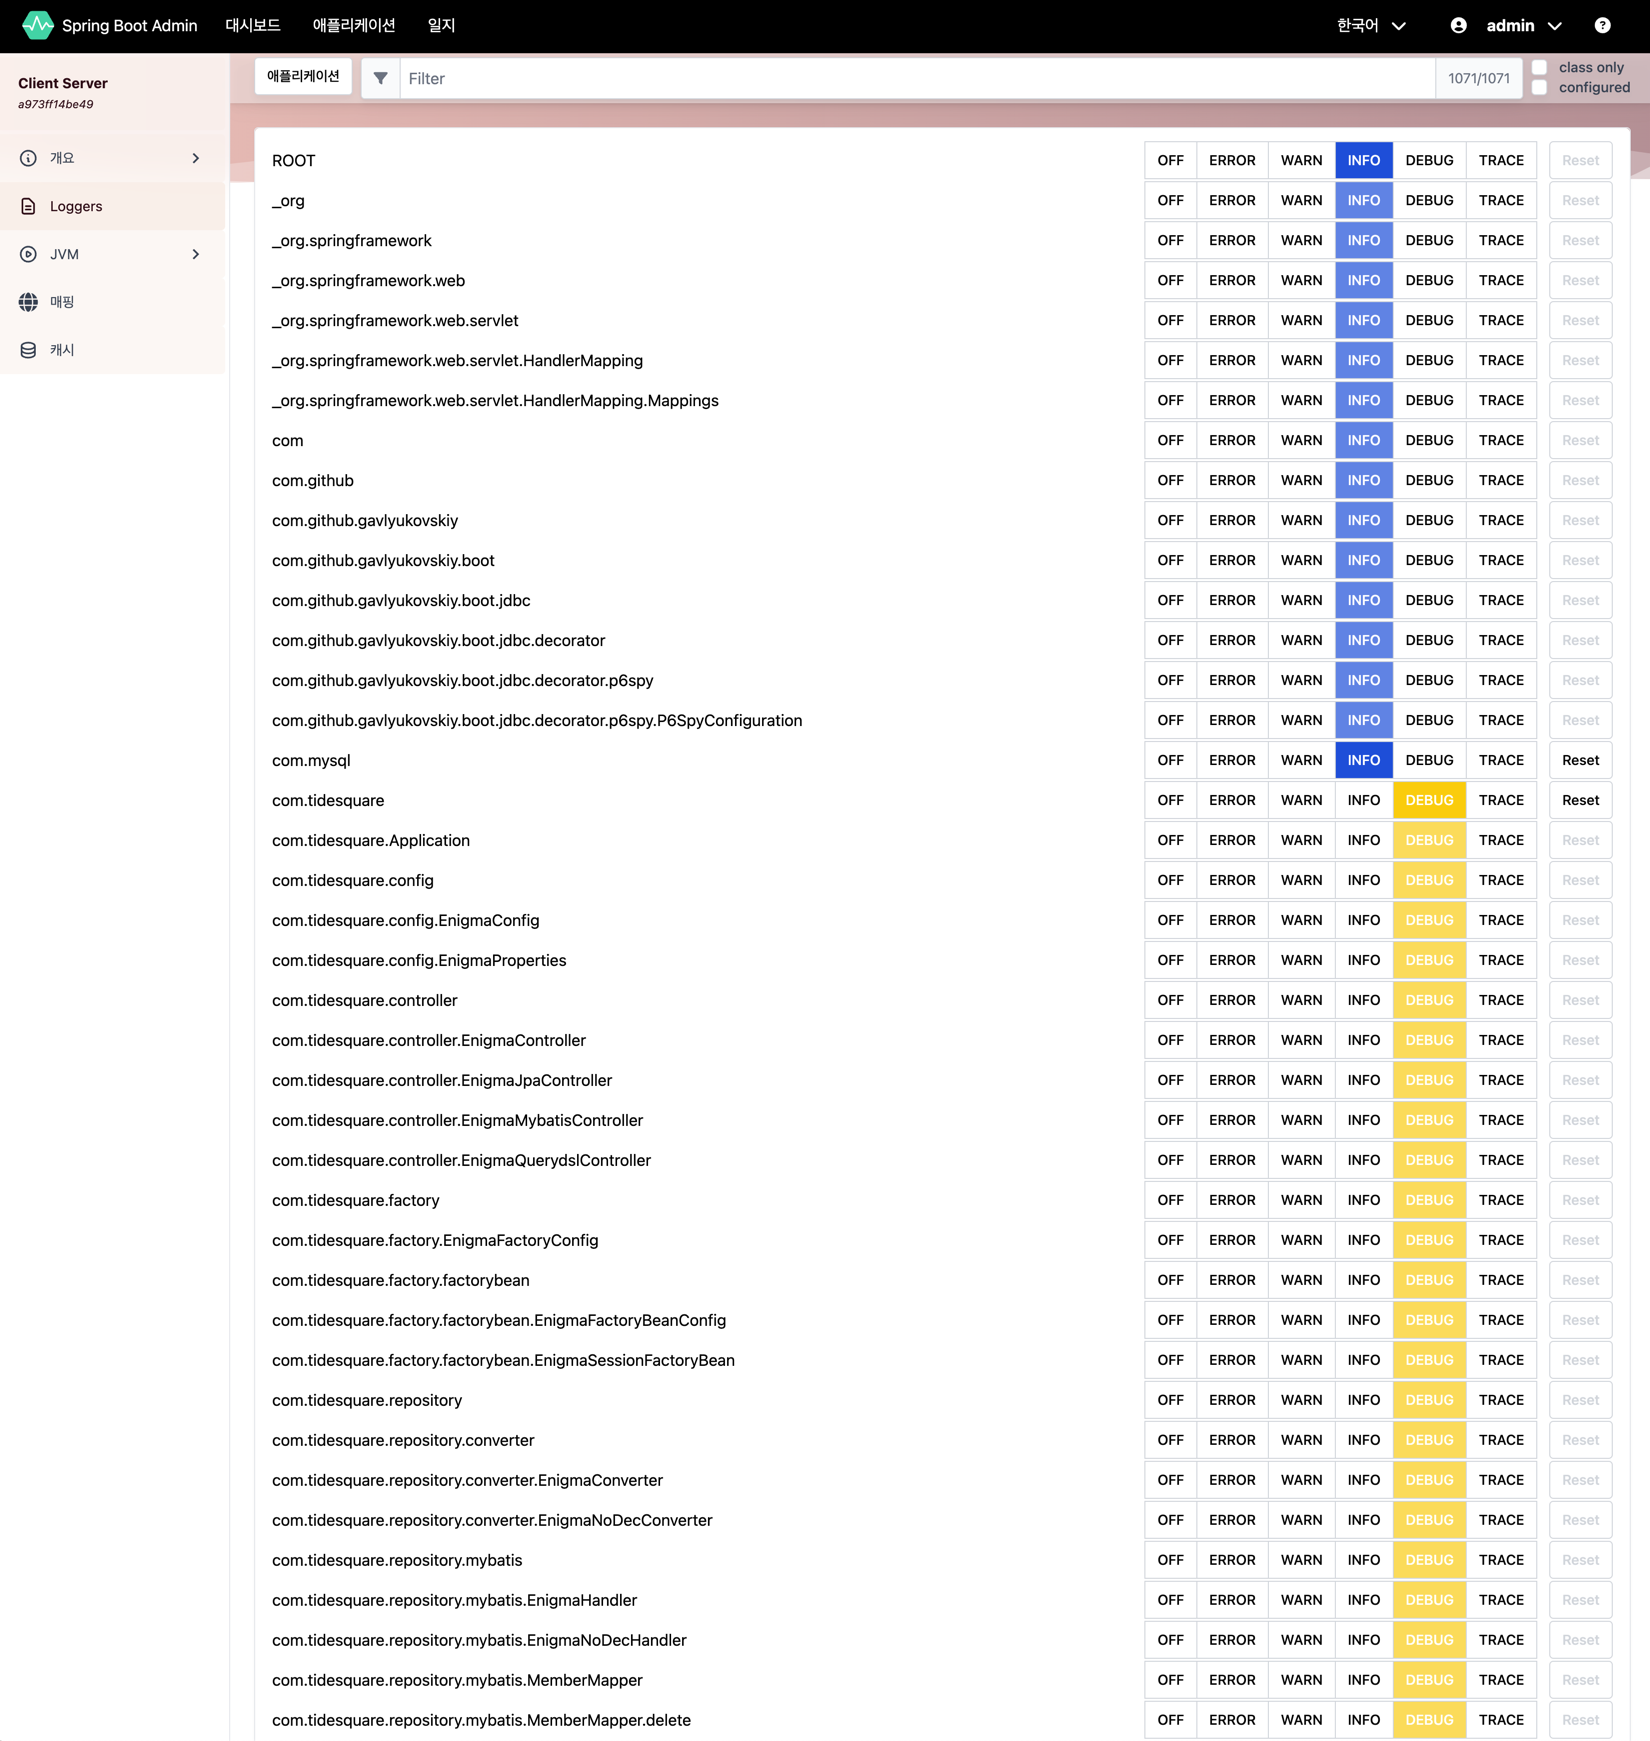 Spring Boot Admin 대시보드 애플리케이션 일지 한국어 admin
Client Server
a973ff14be49
개요
Loggers
JVM
매핑
캐시
애플리케이션 Filter 1071/1071 class only
configured
ROOT OFF ERROR WARN INFO DEBUG TRACE Reset
_org OFF ERROR WARN INFO DEBUG TRACE Reset
_org.springframework OFF ERROR WARN INFO DEBUG TRACE Reset
_org.springframework.web OFF ERROR WARN INFO DEBUG TRACE Reset
_org.springframework.web.servlet OFF ERROR WARN INFO DEBUG TRACE Reset
_org.springframework.web.servlet.HandlerMapping OFF ERROR WARN INFO DEBUG TRACE Reset
_org.springframework.web.servlet.HandlerMapping.Mappings OFF ERROR WARN INFO DEBUG TRACE Reset
com OFF ERROR WARN INFO DEBUG TRACE Reset
com.github OFF ERROR WARN INFO DEBUG TRACE Reset
com.github.gavlyukovskiy OFF ERROR WARN INFO DEBUG TRACE Reset
com.github.gavlyukovskiy.boot OFF ERROR WARN INFO DEBUG TRACE Reset
com.github.gavlyukovskiy.boot.jdbc OFF ERROR WARN INFO DEBUG TRACE Reset
com.github.gavlyukovskiy.boot.jdbc.decorator OFF ERROR WARN INFO DEBUG TRACE Reset
com.github.gavlyukovskiy.boot.jdbc.decorator.p6spy OFF ERROR WARN INFO DEBUG TRACE Reset
com.github.gavlyukovskiy.boot.jdbc.decorator.p6spy.P6SpyConfiguration OFF ERROR WARN INFO DEBUG TRACE Reset
com.mysql OFF ERROR WARN INFO DEBUG TRACE Reset
com.tidesquare OFF ERROR WARN INFO DEBUG TRACE Reset
com.tidesquare.Application OFF ERROR WARN INFO DEBUG TRACE Reset
com.tidesquare.config OFF ERROR WARN INFO DEBUG TRACE Reset
com.tidesquare.config.EnigmaConfig OFF ERROR WARN INFO DEBUG TRACE Reset
com.tidesquare.config.EnigmaProperties OFF ERROR WARN INFO DEBUG TRACE Reset
com.tidesquare.controller OFF ERROR WARN INFO DEBUG TRACE Reset
com.tidesquare.controller.EnigmaController OFF ERROR WARN INFO DEBUG TRACE Reset
com.tidesquare.controller.EnigmaJpaController OFF ERROR WARN INFO DEBUG TRACE Reset
com.tidesquare.controller.EnigmaMybatisController OFF ERROR WARN INFO DEBUG TRACE Reset
com.tidesquare.controller.EnigmaQuerydslController OFF ERROR WARN INFO DEBUG TRACE Reset
com.tidesquare.factory OFF ERROR WARN INFO DEBUG TRACE Reset
com.tidesquare.factory.EnigmaFactoryConfig OFF ERROR WARN INFO DEBUG TRACE Reset
com.tidesquare.factory.factorybean OFF ERROR WARN INFO DEBUG TRACE Reset
com.tidesquare.factory.factorybean.EnigmaFactoryBeanConfig OFF ERROR WARN INFO DEBUG TRACE Reset
com.tidesquare.factory.factorybean.EnigmaSessionFactoryBean OFF ERROR WARN INFO DEBUG TRACE Reset
com.tidesquare.repository OFF ERROR WARN INFO DEBUG TRACE Reset
com.tidesquare.repository.converter OFF ERROR WARN INFO DEBUG TRACE Reset
com.tidesquare.repository.converter.EnigmaConverter OFF ERROR WARN INFO DEBUG TRACE Reset
com.tidesquare.repository.converter.EnigmaNoDecConverter OFF ERROR WARN INFO DEBUG TRACE Reset
com.tidesquare.repository.mybatis OFF ERROR WARN INFO DEBUG TRACE Reset
com.tidesquare.repository.mybatis.EnigmaHandler OFF ERROR WARN INFO DEBUG TRACE Reset
com.tidesquare.repository.mybatis.EnigmaNoDecHandler OFF ERROR WARN INFO DEBUG TRACE Reset
com.tidesquare.repository.mybatis.MemberMapper OFF ERROR WARN INFO DEBUG TRACE Reset
com.tidesquare.repository.mybatis.MemberMapper.delete OFF ERROR WARN INFO DEBUG TRACE Reset